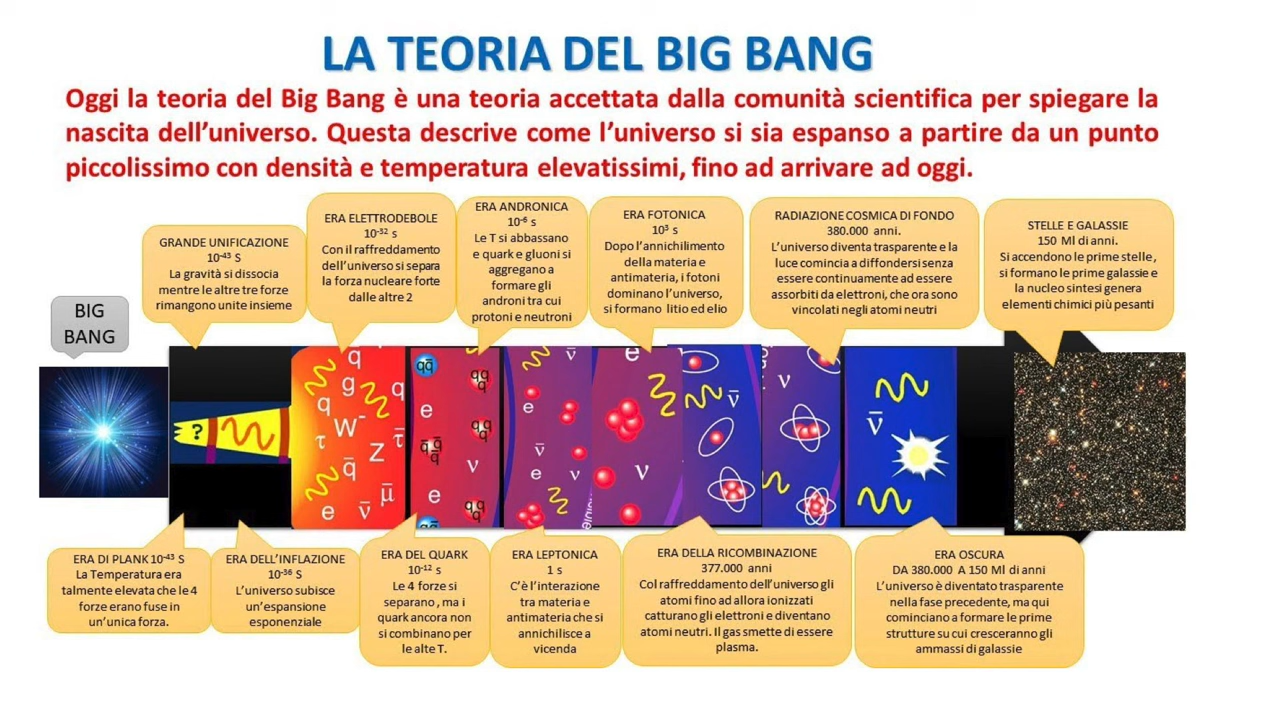 LA TEORIA DEL BIG BANG
Oggi la teoria del Big Bang è una teoria accettata dalla comunità scientifica per spiegare la
nascita dell’universo. Questa descrive come l’universo si sia espanso a partire da un punto
piccolissimo con densità e temperatura elevatissimi, fino ad arrivare ad oggi.
BIG
BANG
GRANDE UNIFICAZIONE
10⁻⁴³ S
La gravità si dissocia
mentre le altre tre forze
rimangono unite insieme
ERA ELETTRODEBOLE
10⁻³² s
Con il raffreddamento
dell’universo si separa
la forza nucleare forte
dalle altre 2
ERA ANDRONICA
10⁻⁶ s
Le T si abbassano
e quark e gluoni si
aggregano a
formare gli
androni tra cui
protoni e neutroni
ERA FOTONICA
10³ s
Dopo l’annichilimento
della materia e
antimateria, i fotoni
dominano l’universo,
si formano litio ed elio
RADIAZIONE COSMICA DI FONDO
380.000 anni.
L’universo diventa trasparente e la
luce comincia a diffondersi senza
essere continuamente ad essere
assorbiti da elettroni, che ora sono
vincolati negli atomi neutri
STELLE E GALASSIE
150 Ml di anni.
Si accendono le prime stelle,
si formano le prime galassie e
la nucleo sintesi genera
elementi chimici più pesanti
?
q̅
g
q
q
W⁻
τ
τ̅
Z
q̅
μ̅
e
ν̅
qq̅
qq
q
e
qq
q
q̅q̅
q̅
ν
e
qq
q
ν̅
e
ν̅
e
ν
e
ν
ν̅
ν
ν̅
ERA DI PLANK 10⁻⁴³ S
La Temperatura era
talmente elevata che le 4
forze erano fuse in
un’unica forza.
ERA DELL’INFLAZIONE
10⁻³⁶ S
L’universo subisce
un’espansione
esponenziale
ERA DEL QUARK
10⁻¹² s
Le 4 forze si
separano , ma i
quark ancora non
si combinano per
le alte T.
ERA LEPTONICA
1 s
C’è l’interazione
tra materia e
antimateria che si
annichilisce a
vicenda
ERA DELLA RICOMBINAZIONE
377.000 anni
Col raffreddamento dell’universo gli
atomi fino ad allora ionizzati
catturano gli elettroni e diventano
atomi neutri. Il gas smette di essere
plasma.
ERA OSCURA
DA 380.000 A 150 Ml di anni
L’universo è diventato trasparente
nella fase precedente, ma qui
cominciano a formare le prime
strutture su cui cresceranno gli
ammassi di galassie